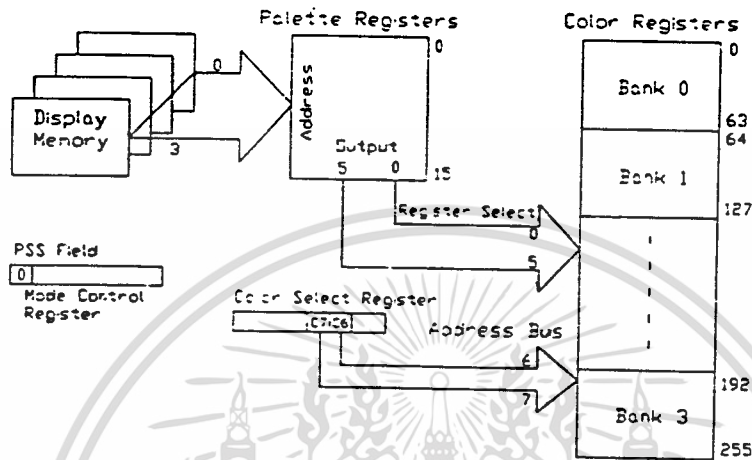 Palette Registers
Color Registers
0
0
0
Bank 0
Address
Display
Memory
3
63
64
Output
5 0
15
Bank 1
127
Register Select
0
5
PSS Field
0
Mode Control
Register
Color Select Register
C7 C6
Address Bus
6
7
192
Bank 3
255